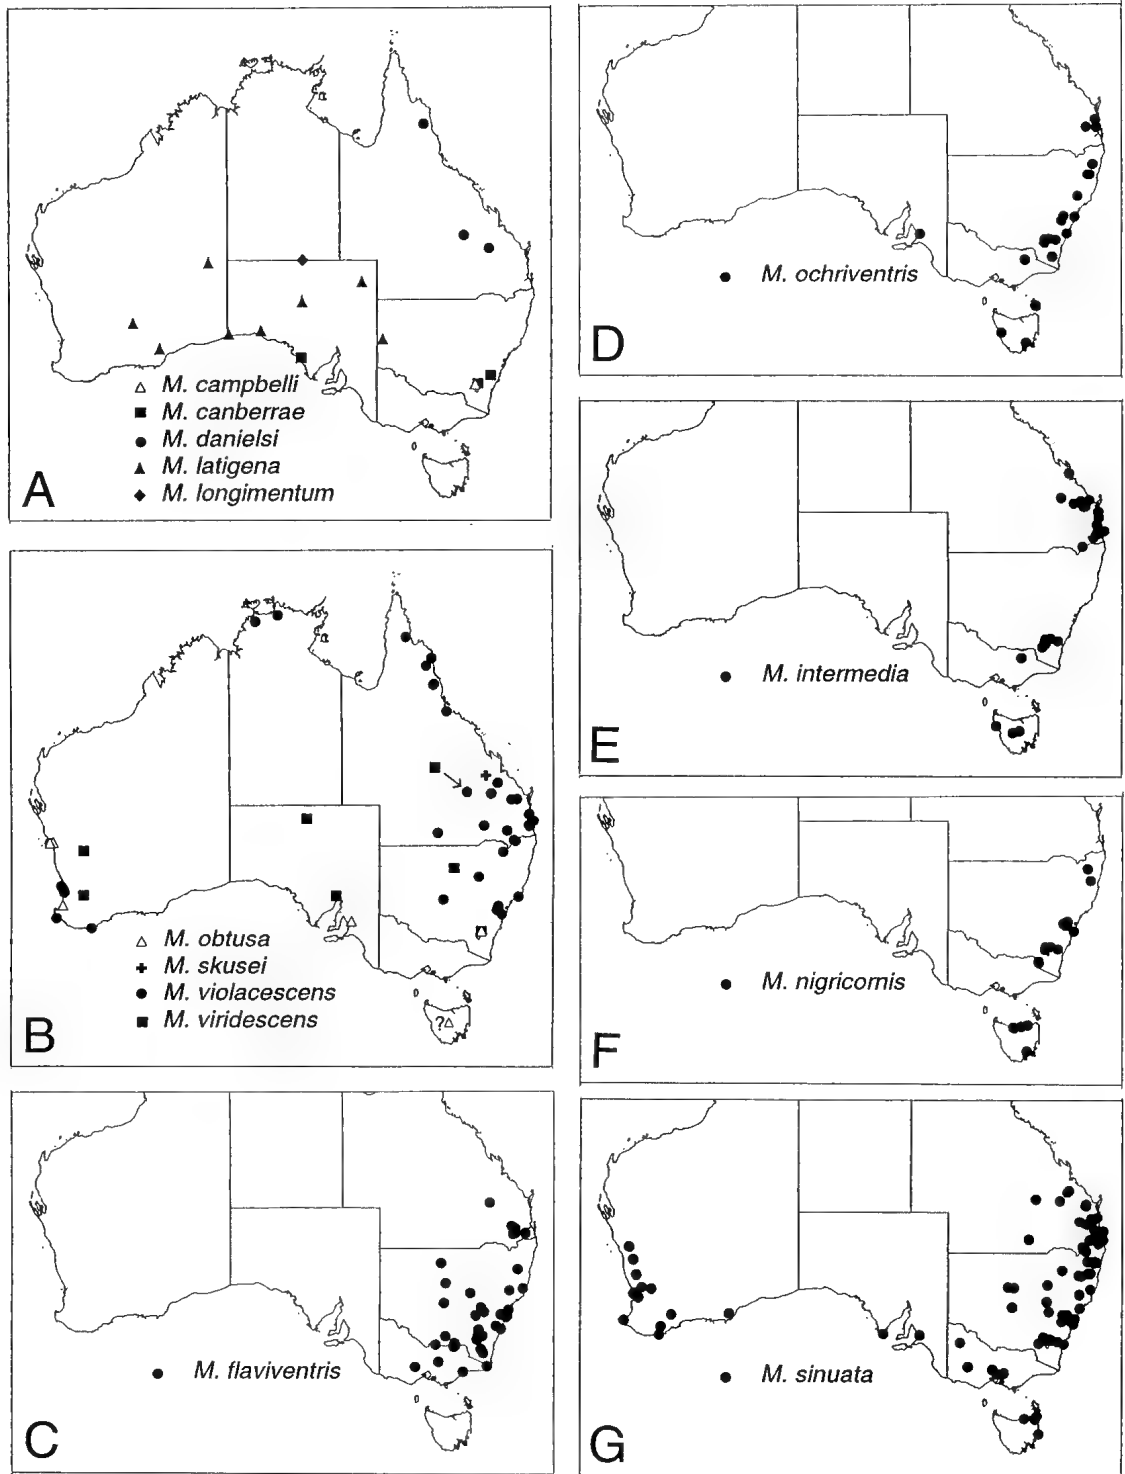 M. campbelli
M. canberrae
M. danielsi
M. latigena
M. longimentum
A
M. obtusa
M. skusei
M. violacescens
M. viridescens
?
B
M. flaviventris
C
M. ochriventris
D
M. intermedia
E
M. nigricornis
F
M. sinuata
G